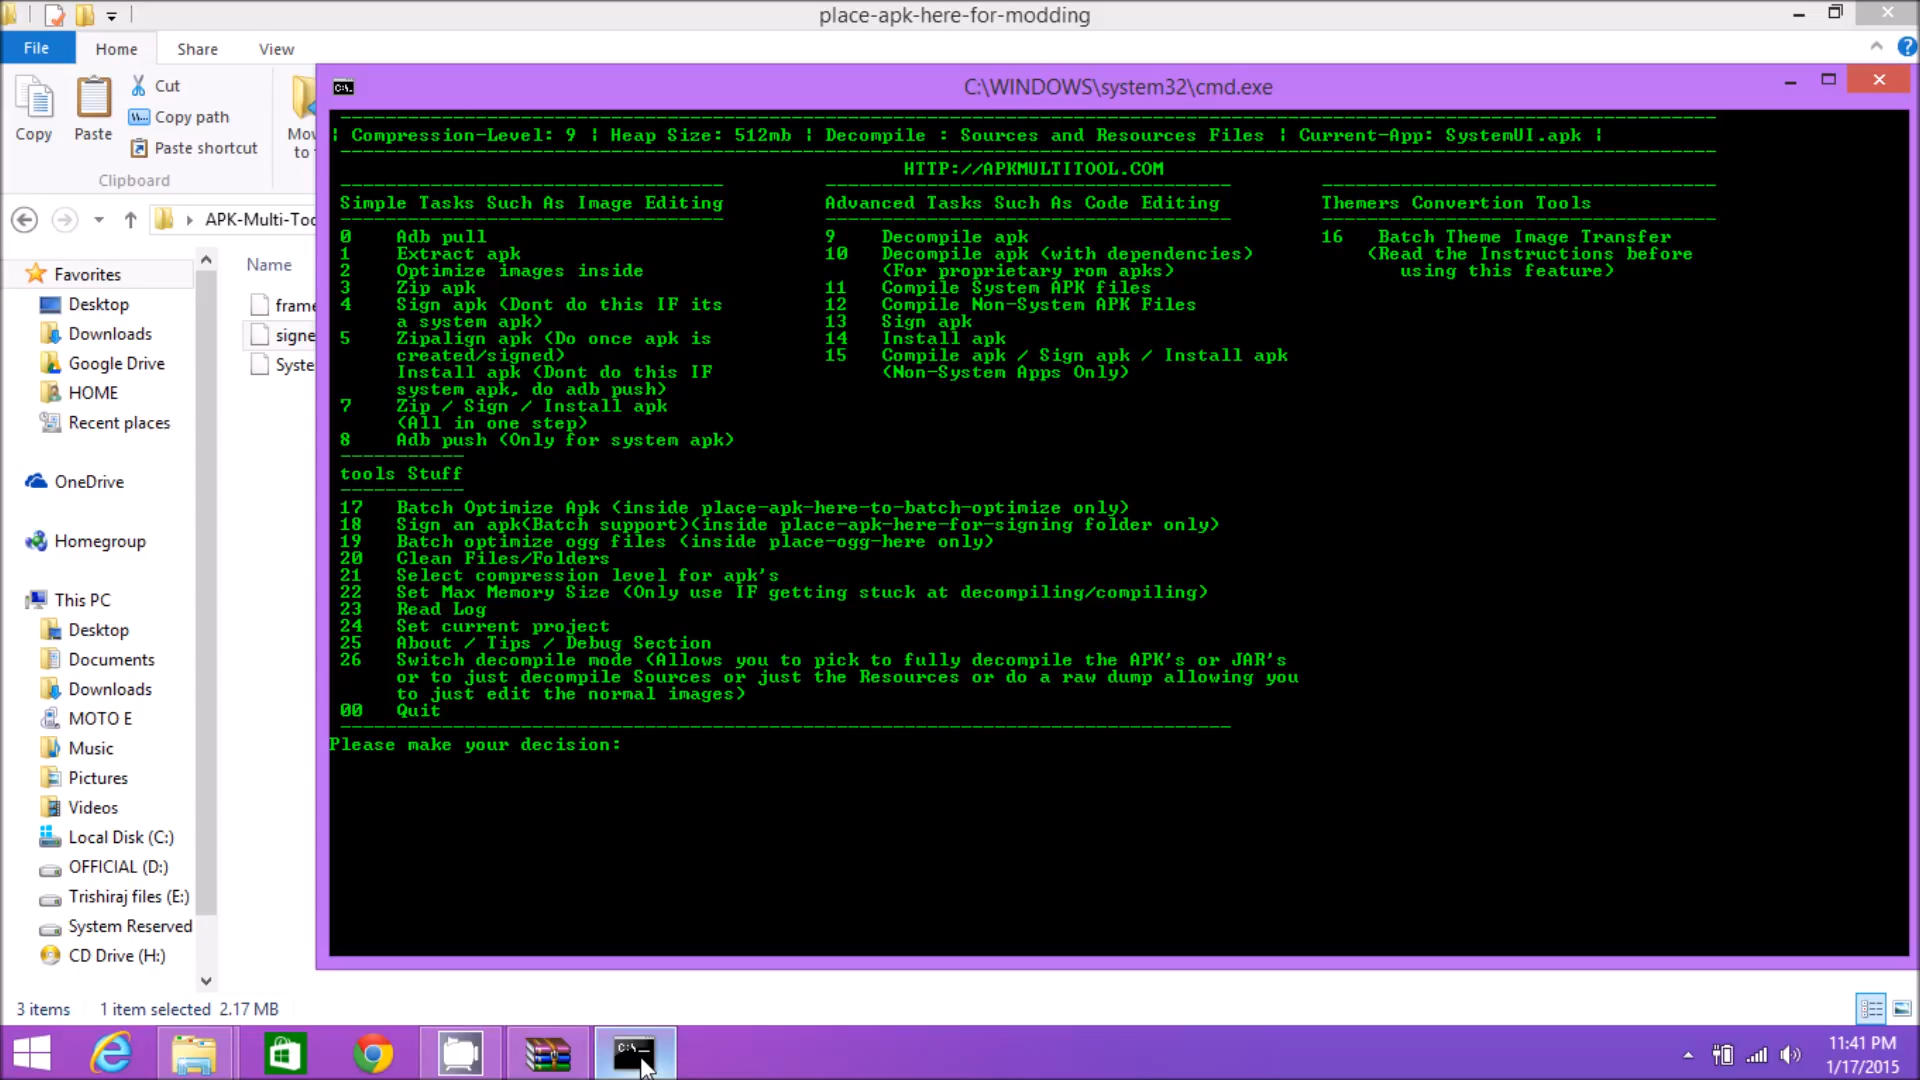 place-apk-here-for-modding
File Home Share View
Copy
Paste
Cut
Copy path
Paste shortcut
Mov
to
Clipboard
APK-Multi-Too
Name
frame
signe
Syste
Favorites
Desktop
Downloads
Google Drive
HOME
Recent places
OneDrive
Homegroup
This PC
Desktop
Documents
Downloads
MOTO E
Music
Pictures
Videos
Local Disk (C:)
OFFICIAL (D:)
Trishiraj files (E:)
System Reserved
CD Drive (H:)
3 items 1 item selected 2.17 MB
C:\WINDOWS\system32\cmd.exe
| Compression-Level: 9 | Heap Size: 512mb | Decompile : Sources and Resources Files | Current-App: SystemUI.apk |
HTTP://APKMULTITOOL.COM
Simple Tasks Such As Image Editing
0 Adb pull
1 Extract apk
2 Optimize images inside
3 Zip apk
4 Sign apk (Dont do this IF its
a system apk)
5 Zipalign apk (Do once apk is
created/signed)
Install apk (Dont do this IF
system apk, do adb push)
7 Zip / Sign / Install apk
(All in one step)
8 Adb push (Only for system apk)
Advanced Tasks Such As Code Editing
9 Decompile apk
10 Decompile apk (with dependencies)
(For proprietary rom apks)
11 Compile System APK files
12 Compile Non-System APK Files
13 Sign apk
14 Install apk
15 Compile apk / Sign apk / Install apk
(Non-System Apps Only)
Themers Convertion Tools
16 Batch Theme Image Transfer
(Read the Instructions before
using this feature)
tools Stuff
17 Batch Optimize Apk (inside place-apk-here-to-batch-optimize only)
18 Sign an apk(Batch support)(inside place-apk-here-for-signing folder only)
19 Batch optimize ogg files (inside place-ogg-here only)
20 Clean Files/Folders
21 Select compression level for apk's
22 Set Max Memory Size (Only use IF getting stuck at decompiling/compiling)
23 Read Log
24 Set current project
25 About / Tips / Debug Section
26 Switch decompile mode (Allows you to pick to fully decompile the APK's or JAR's
or to just decompile Sources or just the Resources or do a raw dump allowing you
to just edit the normal images)
00 Quit
Please make your decision:
11:41 PM
1/17/2015